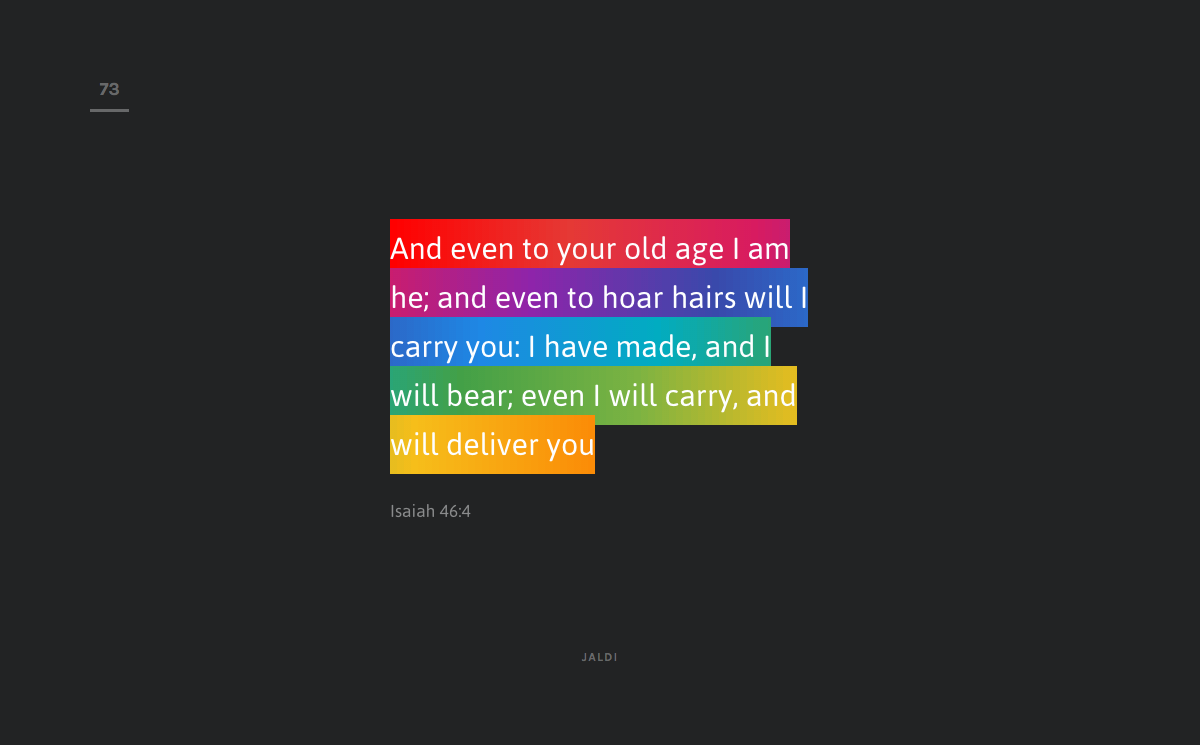 73
And even to your old age I am
he; and even to hoar hairs will I
carry you: I have made, and I
will bear; even I will carry, and
will deliver you
Isaiah 46:4
JALDI